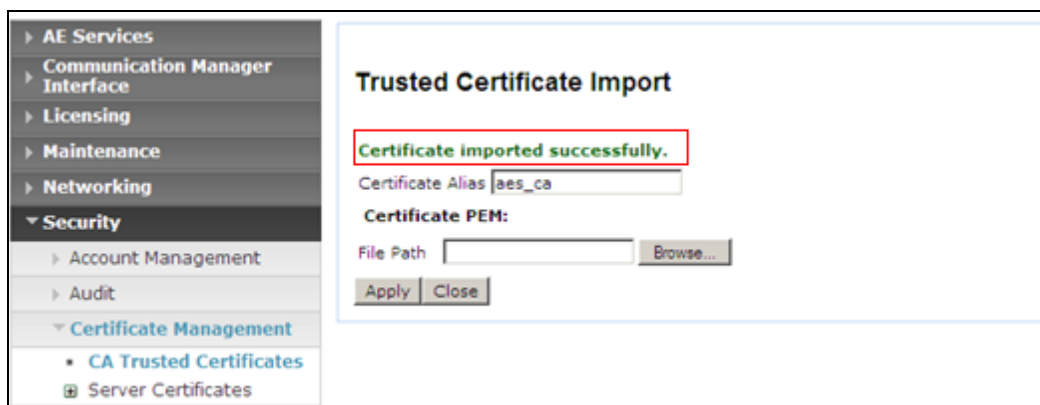 AE Services
Communication Manager
Interface
Licensing
Maintenance
Networking
Security
Account Management
Audit
Certificate Management
CA Trusted Certificates
Server Certificates
Trusted Certificate Import
Certificate imported successfully.
Certificate Alias aes_ca
Certificate PEM:
File Path Browse...
Apply Close